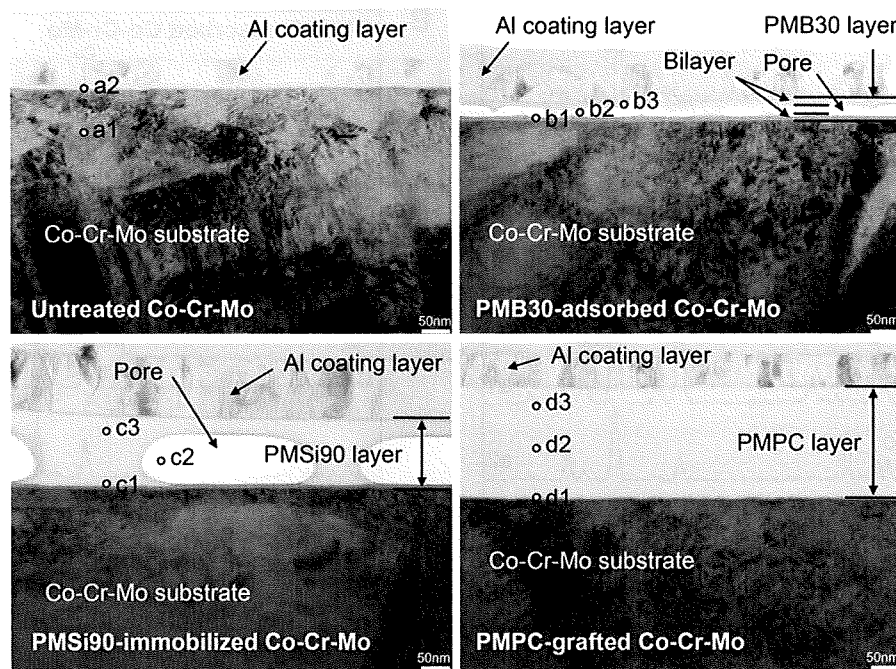 Al coating layer
a2
a1
Co-Cr-Mo substrate
Untreated Co-Cr-Mo
50nm
Al coating layer
PMB30 layer
Bilayer
Pore
b3
b2
b1
Co-Cr-Mo substrate
PMB30-adsorbed Co-Cr-Mo
50nm
Pore
Al coating layer
c3
PMSi90 layer
c2
c1
Co-Cr-Mo substrate
PMSi90-immobilized Co-Cr-Mo
50nm
Al coating layer
d3
d2
PMPC layer
d1
Co-Cr-Mo substrate
PMPC-grafted Co-Cr-Mo
50nm